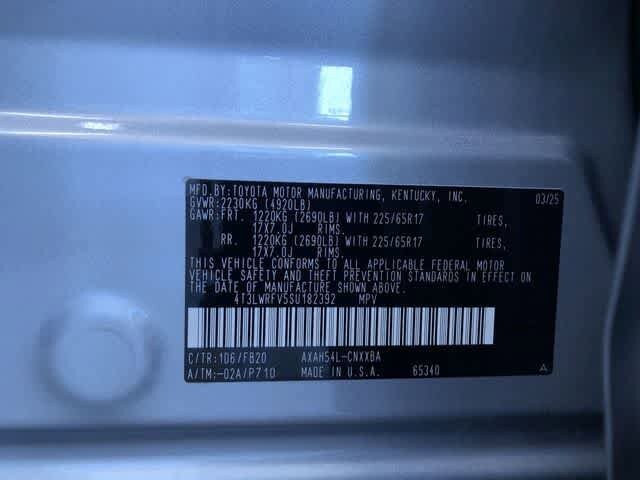 MFD.BY:TOYOTA MOTOR MANUFACTURING, KENTUCKY, INC. 03/25
GVWR:2230KG (4920LB)
GAWR:FRT. 1220KG (2690LB) WITH 225/65R17 TIRES,
17X7.0J RIMS.
RR. 1220KG (2690LB) WITH 225/65R17 TIRES,
17X7.0J RIMS.
THIS VEHICLE CONFORMS TO ALL APPLICABLE FEDERAL MOTOR
VEHICLE SAFETY AND THEFT PREVENTION STANDARDS IN EFFECT ON
THE DATE OF MANUFACTURE SHOWN ABOVE.
4T3LWRFV5SU182392 MPV
C/TR:1D6/FB20 AXAH54L-CNXXBA
A/TM:-02A/P710 MADE IN U.S.A. 65340